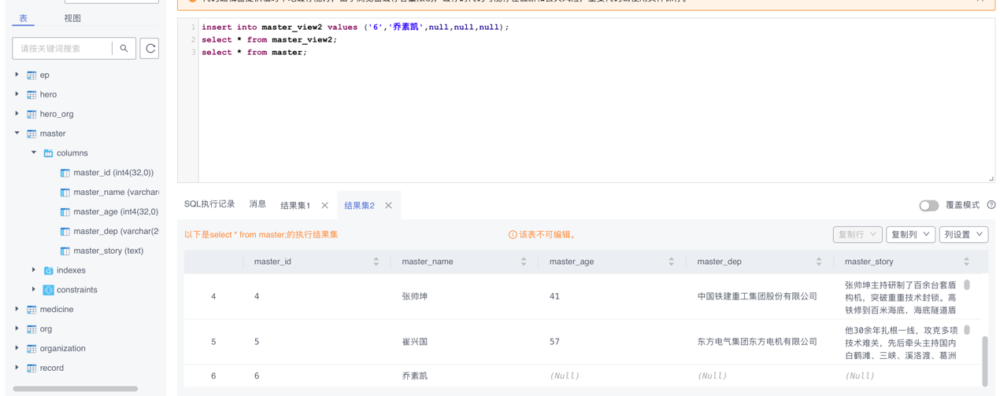 表 视图
请按关键词搜索
ep
hero
hero_org
master
columns
master_id (int4(32,0))
master_name (varchar
master_age (int4(32,0)
master_dep (varchar(2
master_story (text)
indexes
constraints
medicine
org
organization
record
1 insert into master_view2 values ('6','乔素凯',null,null,null);
2 select * from master_view2;
3 select * from master;
SQL执行记录 消息 结果集1 结果集2 覆盖模式
以下是select * from master;的执行结果集 该表不可编辑。 复制行 复制列 列设置
master_id master_name master_age master_dep master_story
4 4 张帅坤 41 中国铁建重工集团股份有限公司 张帅坤主持研制了百余台套盾
构机，突破重重技术封锁。高
铁修到百米海底，海底隧道盾
5 5 崔兴国 57 东方电气集团东方电机有限公司 他30余年扎根一线，攻克多项
技术难关，先后牵头主持国内
白鹤滩、三峡、溪洛渡、葛洲
6 6 乔素凯 (Null) (Null) (Null)